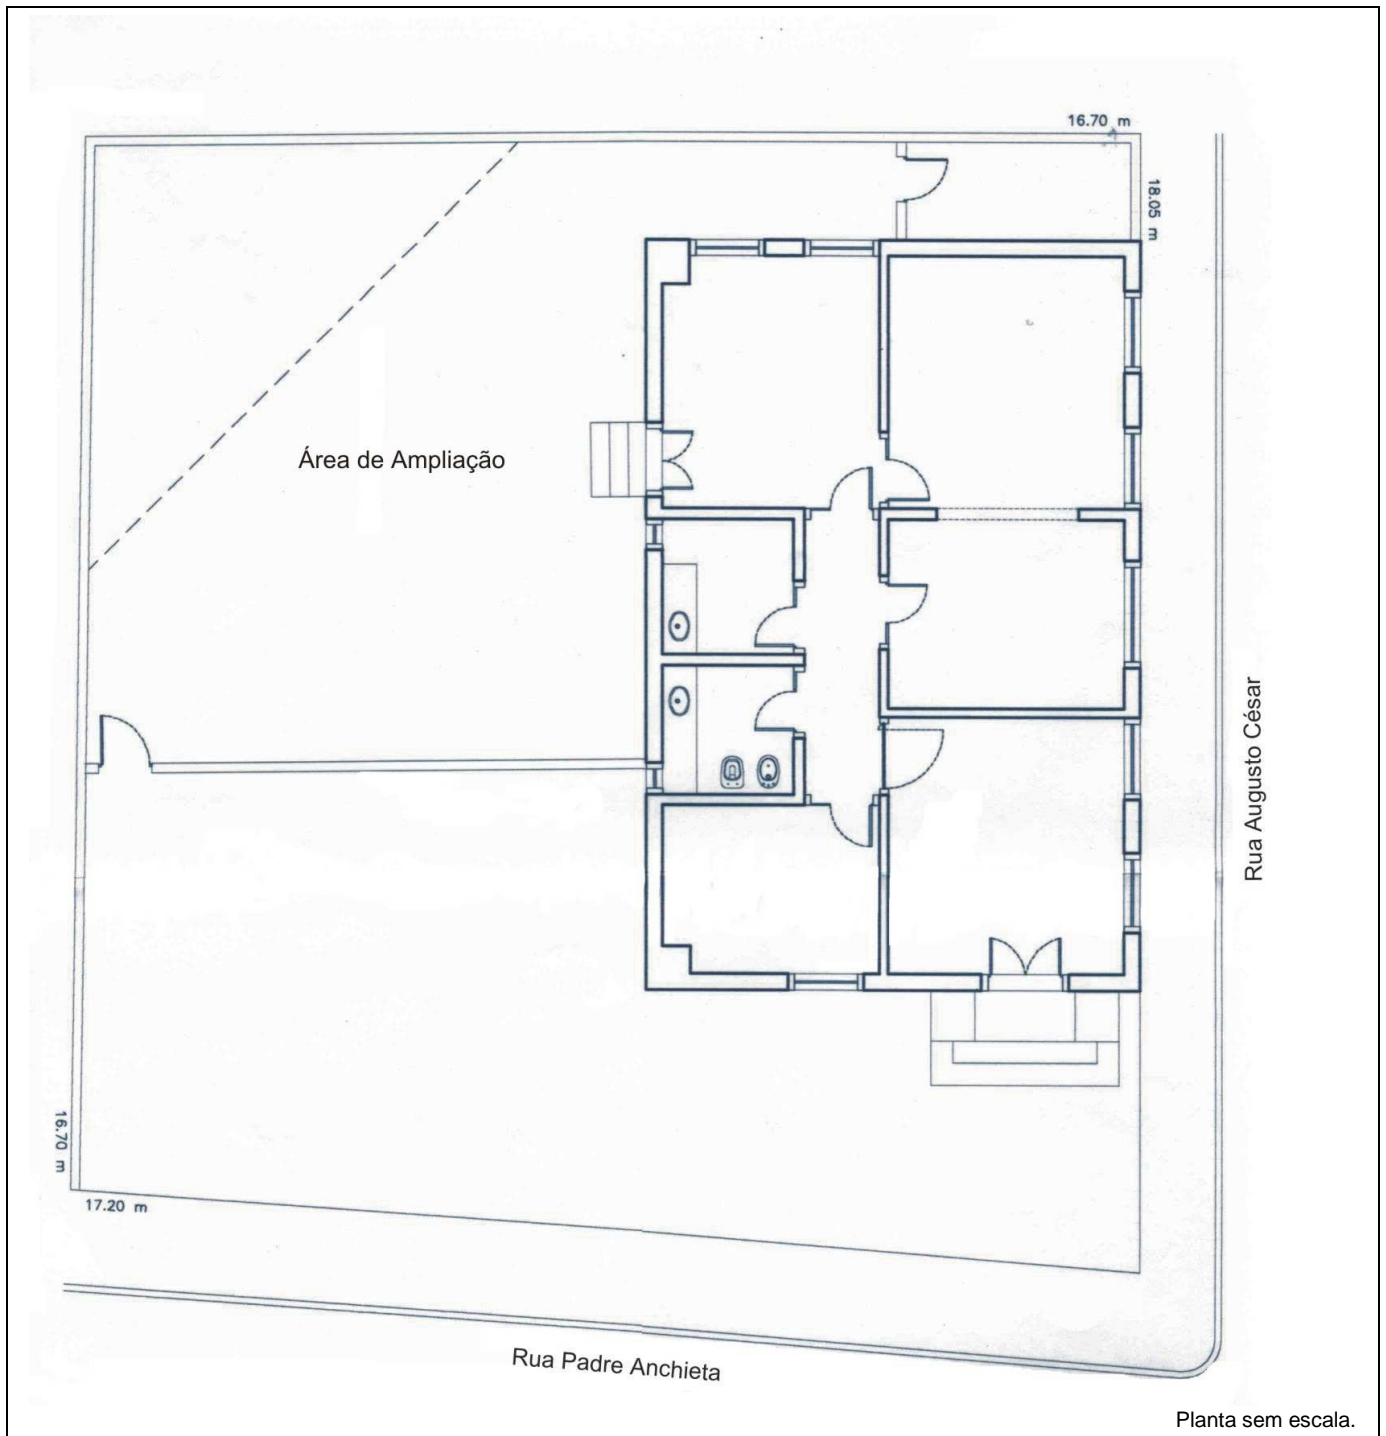 16.70 m
18.05 m
Área de Ampliação
Rua Augusto César
16.70 m
17.20 m
Rua Padre Anchieta
Planta sem escala.